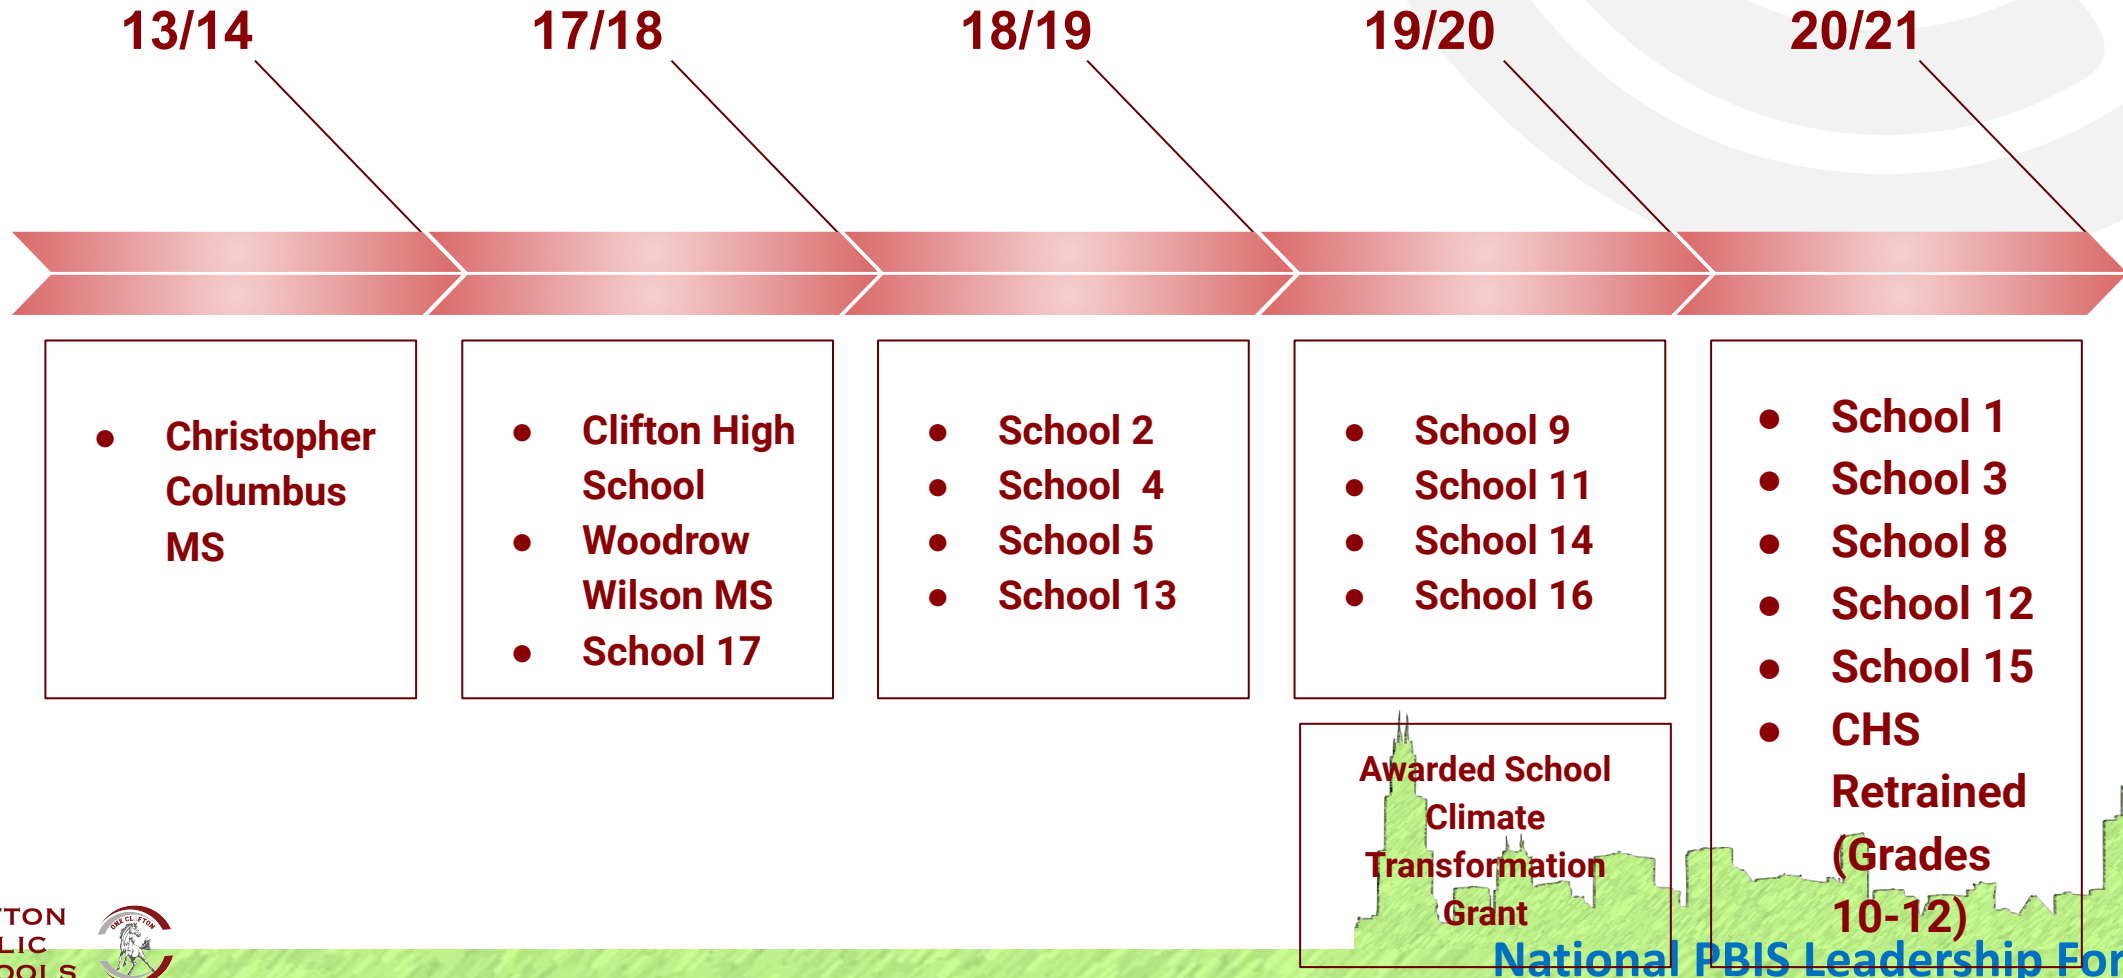 13/14
17/18
18/19
19/20
20/21
● Christopher
Columbus
MS
● Clifton High
School
● Woodrow
Wilson MS
● School 17
● School 2
● School  4
● School 5
● School 13
● School 9
● School 11
● School 14
● School 16
Awarded School
Climate
Transformation
Grant
● School 1
● School 3
● School 8
● School 12
● School 15
● CHS
Retrained
(Grades
10-12)
ONE CLIFTON
National PBIS Leadership For